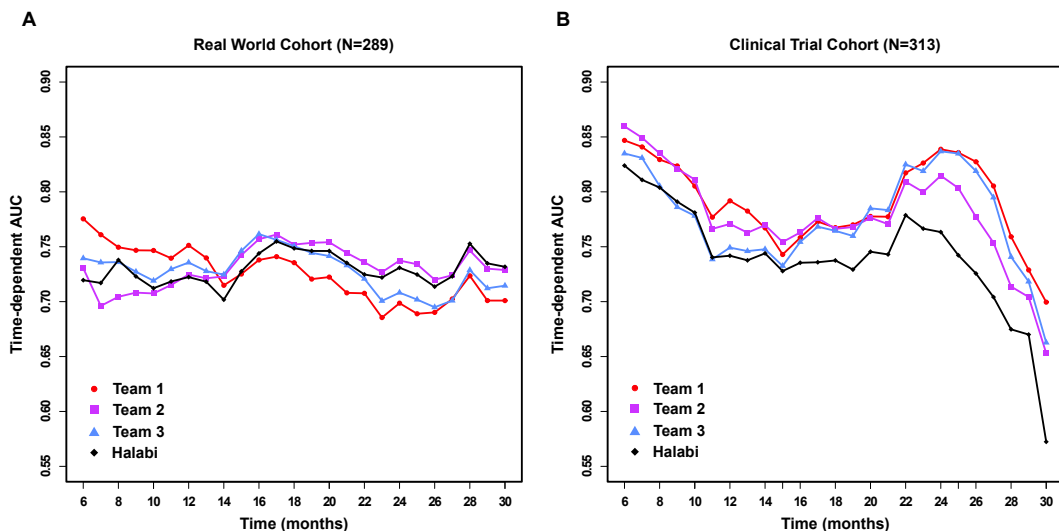 A
Real World Cohort (N=289)
Time-dependent AUC
0.90
0.85
0.80
0.75
0.70
0.65
0.60
0.55
Team 1
Team 2
Team 3
Halabi
6 8 10 12 14 16 18 20 22 24 26 28 30
Time (months)
B
Clinical Trial Cohort (N=313)
Time-dependent AUC
0.90
0.85
0.80
0.75
0.70
0.65
0.60
0.55
Team 1
Team 2
Team 3
Halabi
6 8 10 12 14 16 18 20 22 24 26 28 30
Time (months)